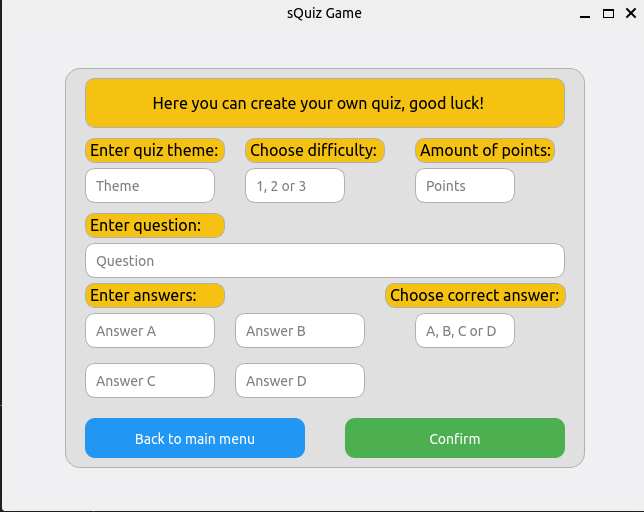 sQuiz Game
Here you can create your own quiz, good luck!
Enter quiz theme: Choose difficulty: Amount of points:
Theme 1, 2 or 3 Points
Enter question:
Question
Enter answers: Choose correct answer:
Answer A Answer B A, B, C or D
Answer C Answer D
Back to main menu Confirm